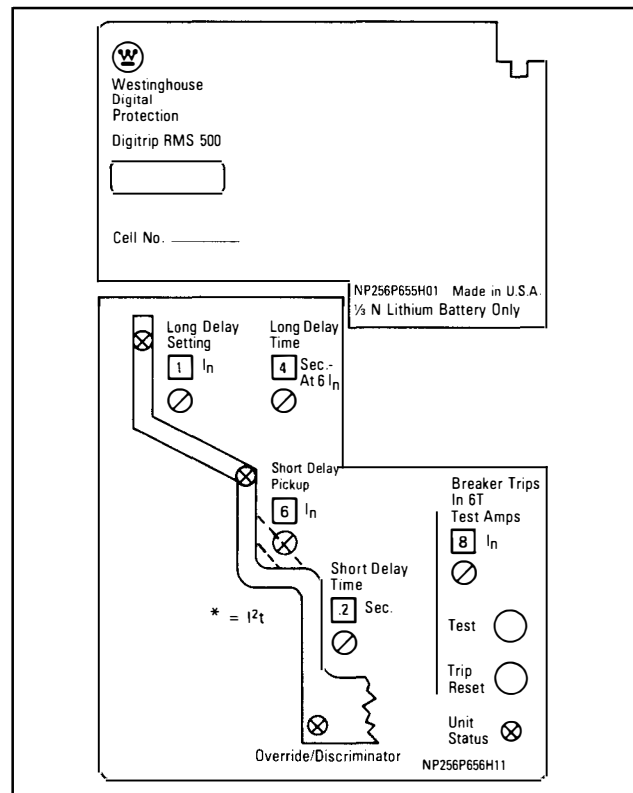 W
Westinghouse
Digital
Protection
Digitrip RMS 500
Cell No.
NP256P655H01 Made in U.S.A.
⅓ N Lithium Battery Only
Long Delay
Setting
1 In
Long Delay
Time
4 Sec.-
At 6 In
Short Delay
Pickup
6 In
Breaker Trips
In 6T
Test Amps
8 In
Short Delay
Time
.2 Sec.
* = I²t
Test
Trip
Reset
Unit
Status
Override/Discriminator
NP256P656H11